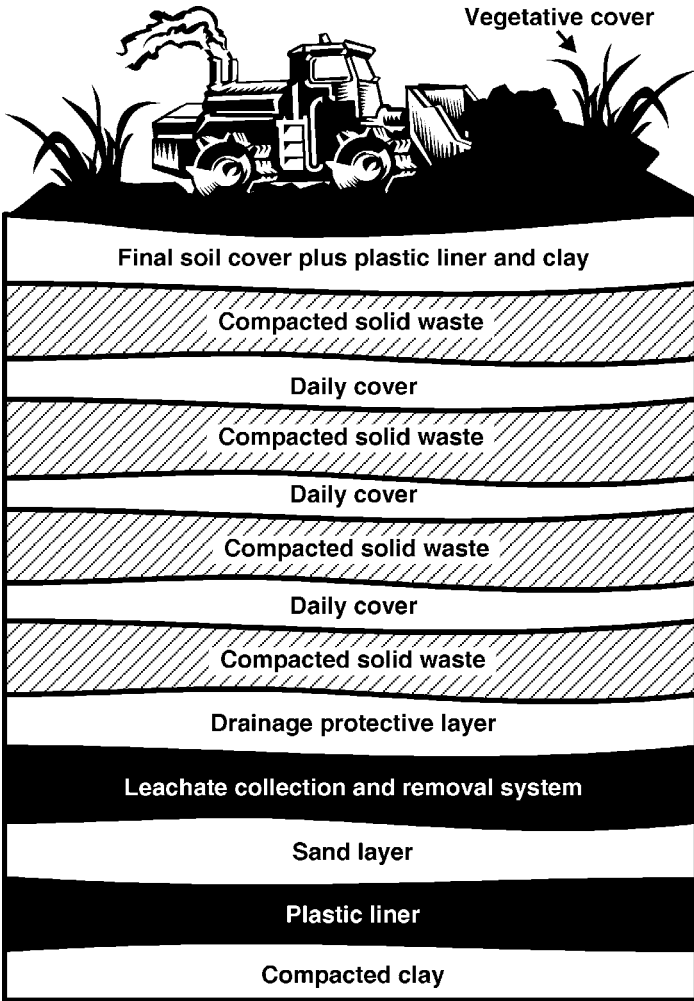 Vegetative cover
Final soil cover plus plastic liner and clay
Compacted solid waste
Daily cover
Compacted solid waste
Daily cover
Compacted solid waste
Daily cover
Compacted solid waste
Drainage protective layer
Leachate collection and removal system
Sand layer
Plastic liner
Compacted clay